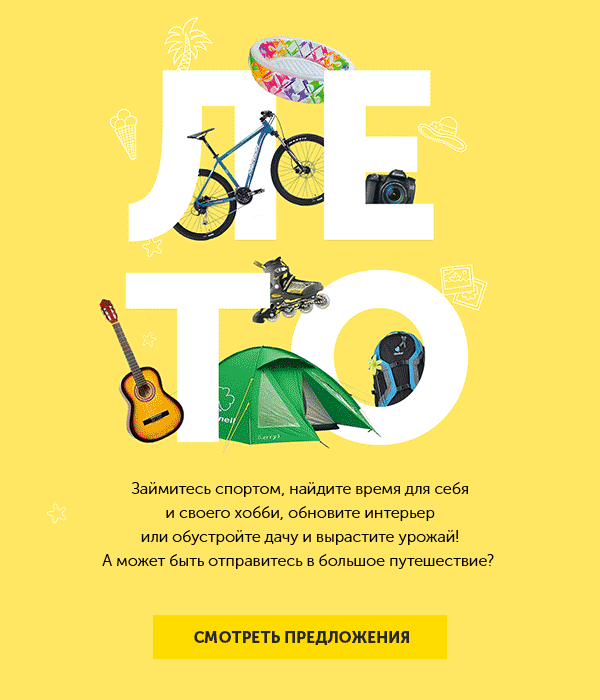 ЛЕ
ТО
Займитесь спортом, найдите время для себя
и своего хобби, обновите интерьер
или обустройте дачу и вырастите урожай!
А может быть отправитесь в большое путешествие?
СМОТРЕТЬ ПРЕДЛОЖЕНИЯ